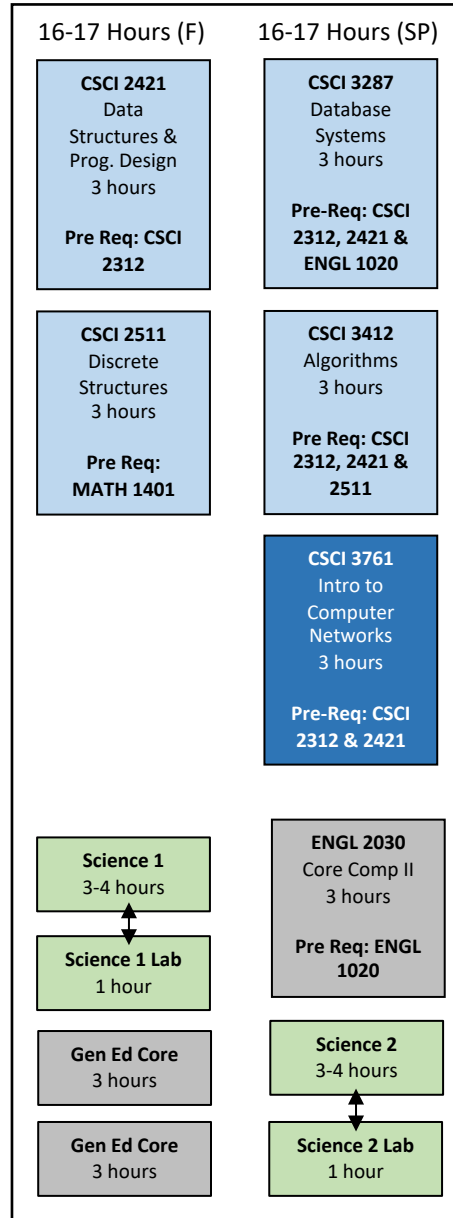 16-17 Hours (F)
CSCI 2421
Data
Structures &
Prog. Design
3 hours
Pre Req: CSCI
2312
CSCI 2511
Discrete
Structures
3 hours
Pre Req:
MATH 1401
Science 1
3-4 hours
Science 1 Lab
1 hour
Gen Ed Core
3 hours
Gen Ed Core
3 hours
16-17 Hours (SP)
CSCI 3287
Database
Systems
3 hours
Pre-Req: CSCI
2312, 2421 &
ENGL 1020
CSCI 3412
Algorithms
3 hours
Pre Req: CSCI
2312, 2421 &
2511
CSCI 3761
Intro to
Computer
Networks
3 hours
Pre-Req: CSCI
2312 & 2421
ENGL 2030
Core Comp II
3 hours
Pre Req: ENGL
1020
Science 2
3-4 hours
Science 2 Lab
1 hour